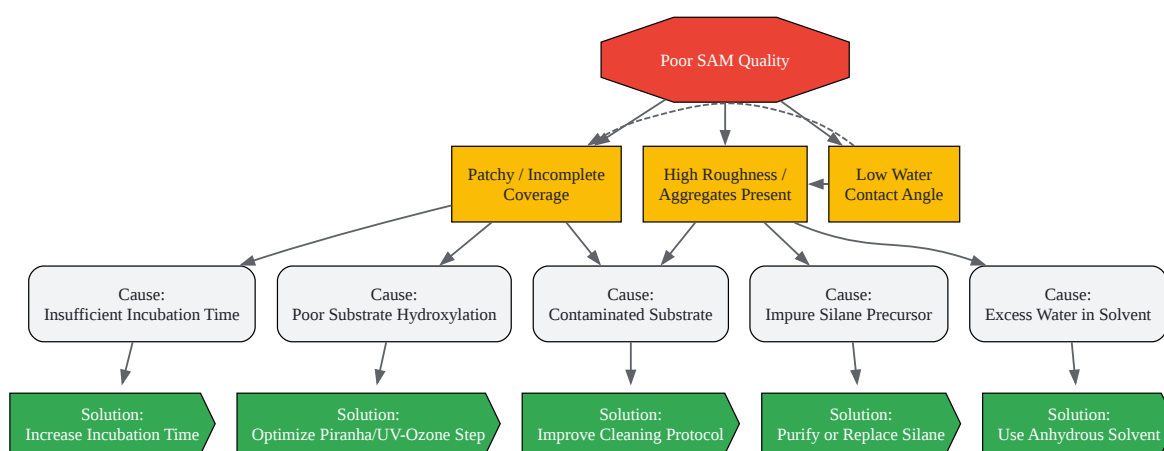 Poor SAM Quality
Patchy / Incomplete
Coverage
High Roughness /
Aggregates Present
Low Water
Contact Angle
Cause:
Insufficient Incubation Time
Cause:
Poor Substrate Hydroxylation
Cause:
Contaminated Substrate
Cause:
Impure Silane Precursor
Cause:
Excess Water in Solvent
Solution:
Increase Incubation Time
Solution:
Optimize Piranha/UV-Ozone Step
Solution:
Improve Cleaning Protocol
Solution:
Purify or Replace Silane
Solution:
Use Anhydrous Solvent